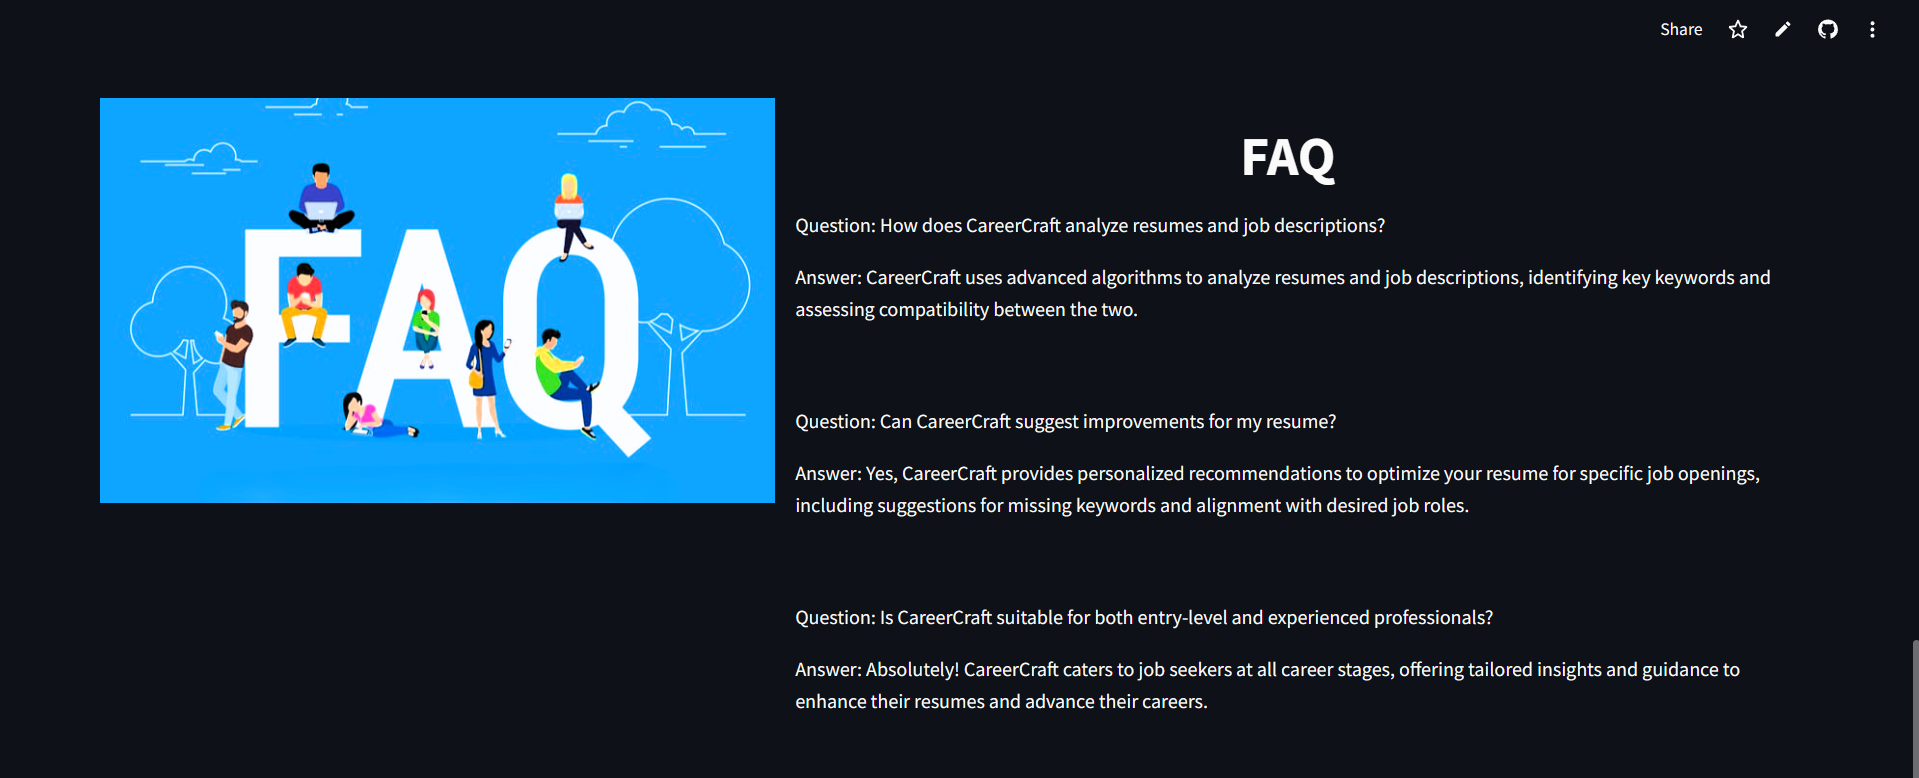 Share
FAQ
FAQ
Question: How does CareerCraft analyze resumes and job descriptions?
Answer: CareerCraft uses advanced algorithms to analyze resumes and job descriptions, identifying key keywords and
assessing compatibility between the two.
Question: Can CareerCraft suggest improvements for my resume?
Answer: Yes, CareerCraft provides personalized recommendations to optimize your resume for specific job openings,
including suggestions for missing keywords and alignment with desired job roles.
Question: Is CareerCraft suitable for both entry-level and experienced professionals?
Answer: Absolutely! CareerCraft caters to job seekers at all career stages, offering tailored insights and guidance to
enhance their resumes and advance their careers.